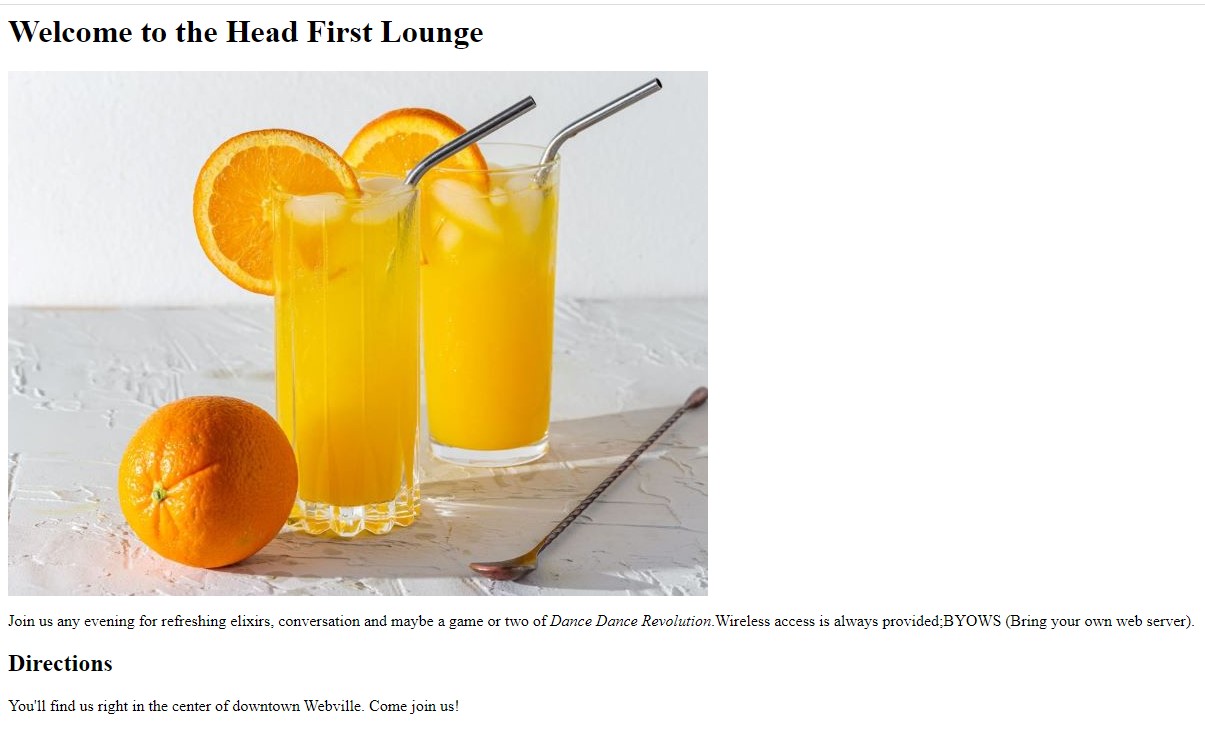 Welcome to the Head First Lounge
Join us any evening for refreshing elixirs, conversation and maybe a game or two of Dance Dance Revolution.Wireless access is always provided;BYOWS (Bring your own web server).
Directions
You'll find us right in the center of downtown Webville. Come join us!